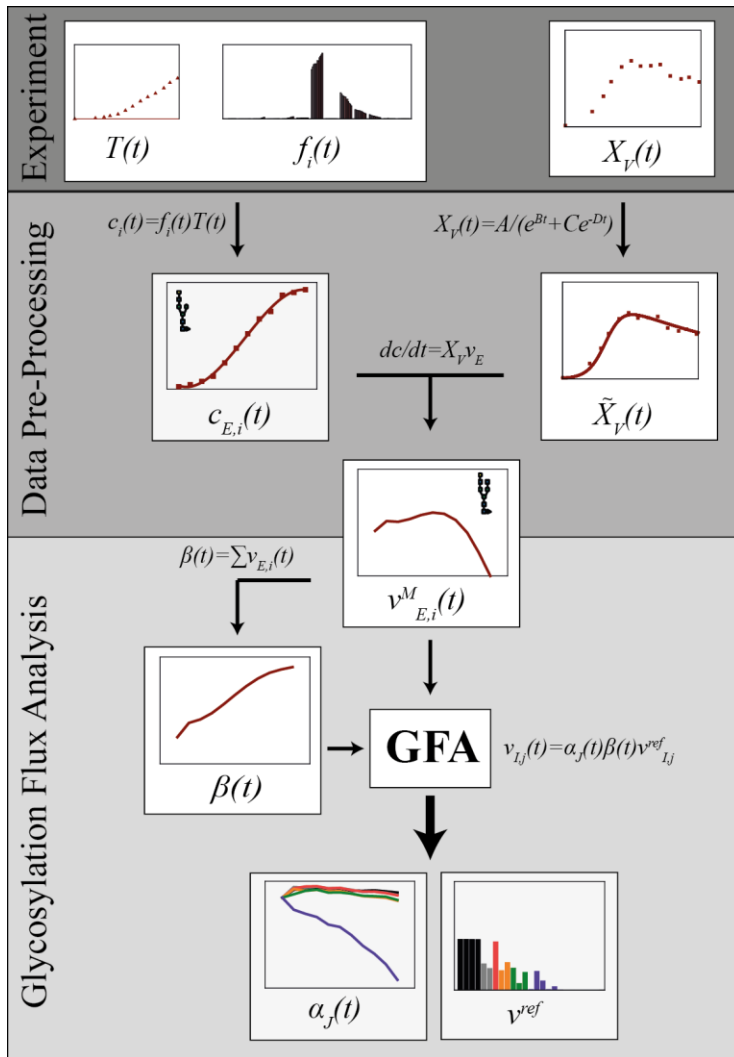 Experiment
T(t)
f_i(t)
X_V(t)
Data Pre-Processing
c_i(t)=f_i(t)T(t)
X_V(t)=A/(e^{Bt}+Ce^{-Dt})
c_{E,i}(t)
dc/dt=X_V v_E
X̃_V(t)
v^M_{E,i}(t)
Glycosylation Flux Analysis
β(t)=∑v_{E,i}(t)
β(t)
GFA
v_{I,j}(t)=α_J(t)β(t)v^{ref}_{I,j}
α_J(t)
v^{ref}